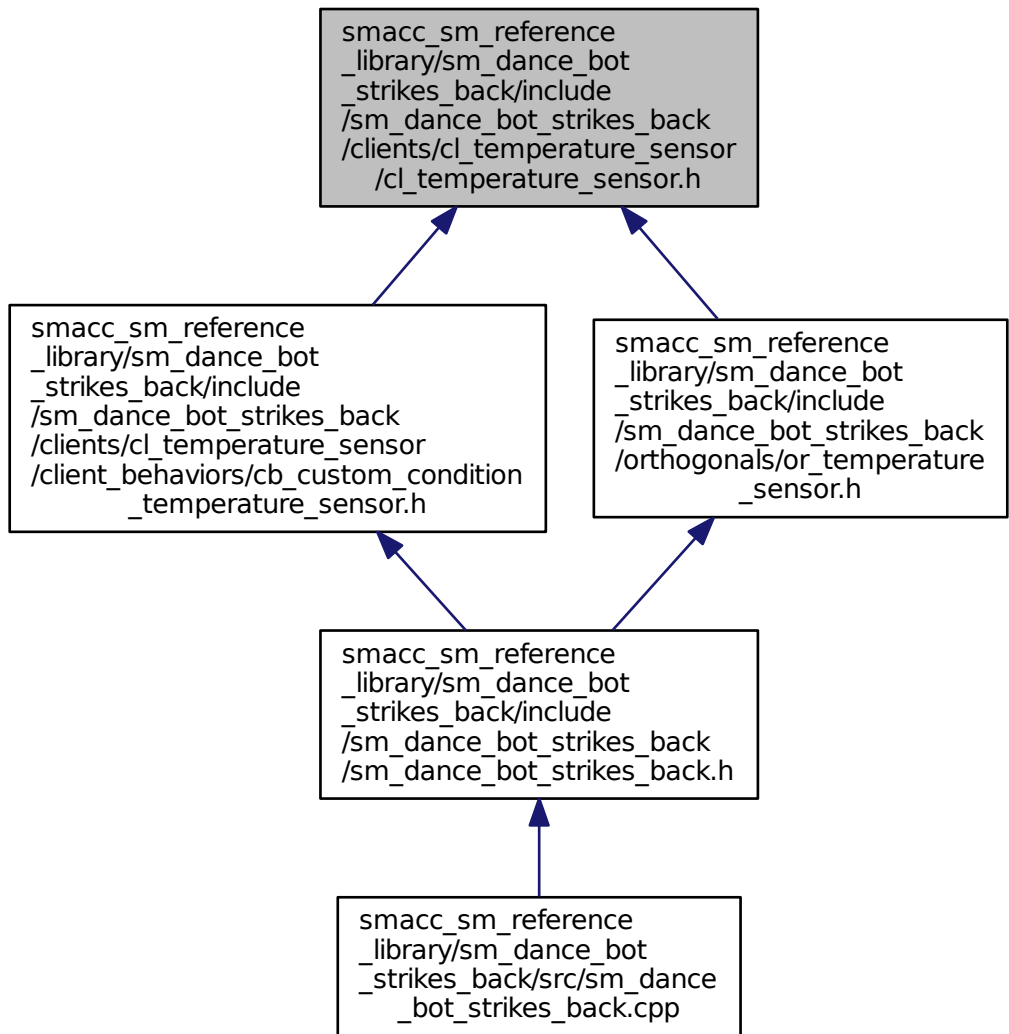 smacc_sm_reference
_library/sm_dance_bot
_strikes_back/include
/sm_dance_bot_strikes_back
/clients/cl_temperature_sensor
/cl_temperature_sensor.h
smacc_sm_reference
_library/sm_dance_bot
_strikes_back/include
/sm_dance_bot_strikes_back
/clients/cl_temperature_sensor
/client_behaviors/cb_custom_condition
_temperature_sensor.h
smacc_sm_reference
_library/sm_dance_bot
_strikes_back/include
/sm_dance_bot_strikes_back
/orthogonals/or_temperature
_sensor.h
smacc_sm_reference
_library/sm_dance_bot
_strikes_back/include
/sm_dance_bot_strikes_back
/sm_dance_bot_strikes_back.h
smacc_sm_reference
_library/sm_dance_bot
_strikes_back/src/sm_dance
_bot_strikes_back.cpp